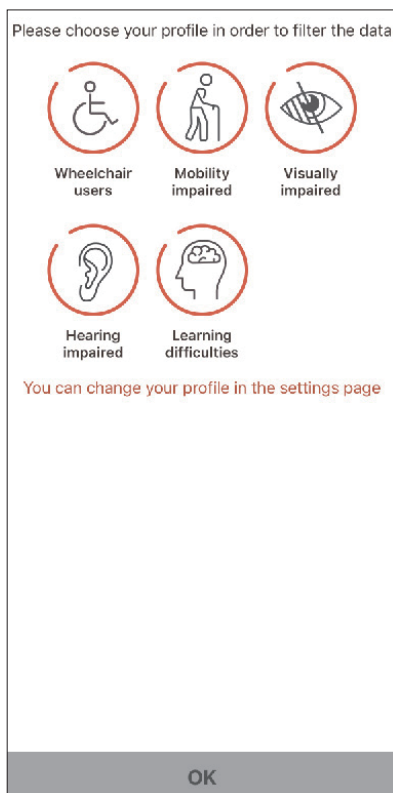 Please choose your profile in order to filter the data
Wheelchair users
Mobility impaired
Visually impaired
Hearing impaired
Learning difficulties
You can change your profile in the settings page
OK